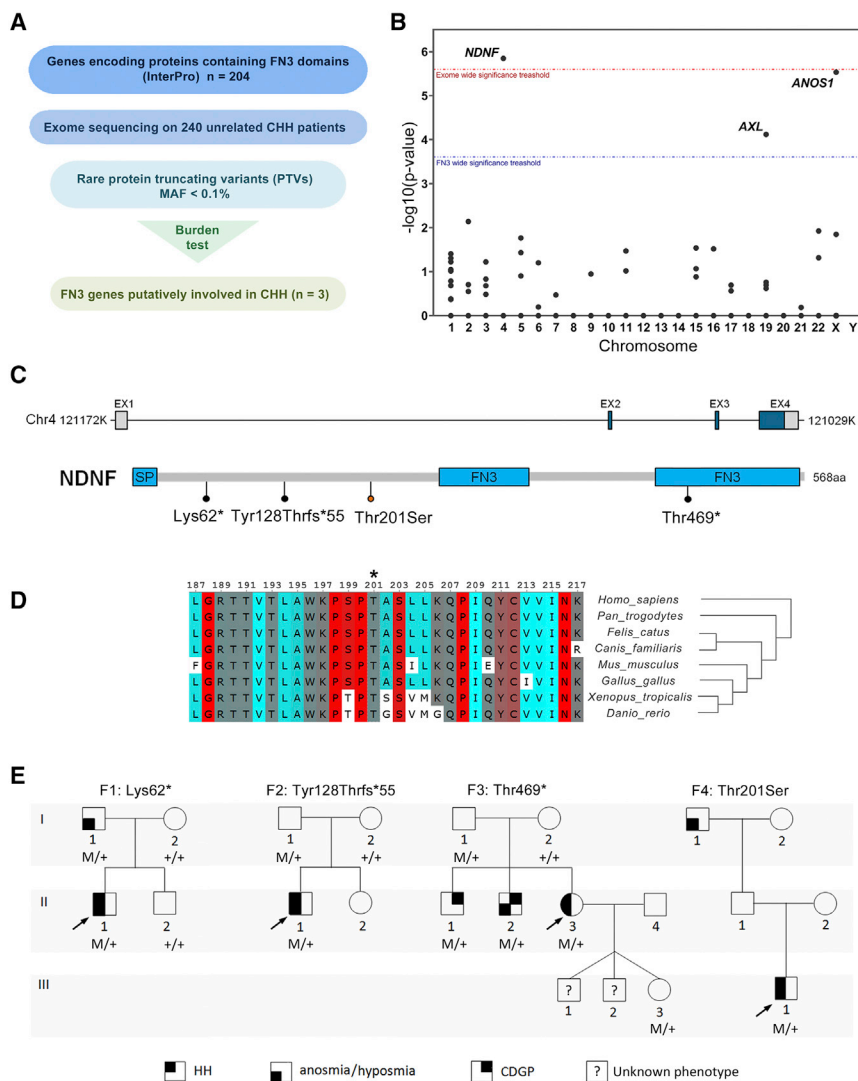 A
Genes encoding proteins containing FN3 domains
(InterPro) n = 204
Exome sequencing on 240 unrelated CHH patients
Rare protein truncating variants (PTVs)
MAF < 0.1%
Burden
test
FN3 genes putatively involved in CHH (n = 3)
B
-log10(p-value)
6
5
4
3
2
1
0
NDNF
Exome wide significance treashold
ANOS1
AXL
FN3 wide significance treashold
1 2 3 4 5 6 7 8 9 10 11 12 13 14 15 16 17 18 19 20 21 22 X Y
Chromosome
C
EX1 EX2 EX3 EX4
Chr4 121172K 121029K
NDNF SP FN3 FN3 568aa
Lys62* Tyr128Thrfs*55 Thr201Ser Thr469*
D
*
187 189 191 193 195 197 199 201 203 205 207 209 211 213 215 217
L G R T T V T L A W K P S P T A S L L K Q P I Q Y C V V I N K Homo_sapiens
L G R T T V T L A W K P S P T A S L L K Q P I Q Y C V V I N K Pan_trogodytes
L G R T T V T L A W K P S P T A S L L K Q P I Q Y C V V I N K Felis_catus
L G R T T V T L A W K P S P T A S L L K Q P I Q Y C V V I N R Canis_familiaris
F G R T T V T L A W K P S P T A S I L K Q P I E Y C V V I N K Mus_musculus
L G R T T V T L A W K P S P T A S L L K Q P I Q Y C I V I N K Gallus_gallus
L G R T T V T L A W K P T P T S S V M K Q P I Q Y C V V I N K Xenopus_tropicalis
L G R T T V T L A W K P T P T G S V M G Q P I Q Y C V V I N K Danio_rerio
E
F1: Lys62* F2: Tyr128Thrfs*55 F3: Thr469* F4: Thr201Ser
I
1 2 1 2 1 2 1 2
M/+ +/+ M/+ +/+ M/+ +/+
II
1 2 1 2 1 2 3 4 1 2
M/+ +/+ M/+ M/+ M/+ M/+
III
? ?
1 2 3 1
M/+ M/+
HH anosmia/hyposmia CDGP ? Unknown phenotype